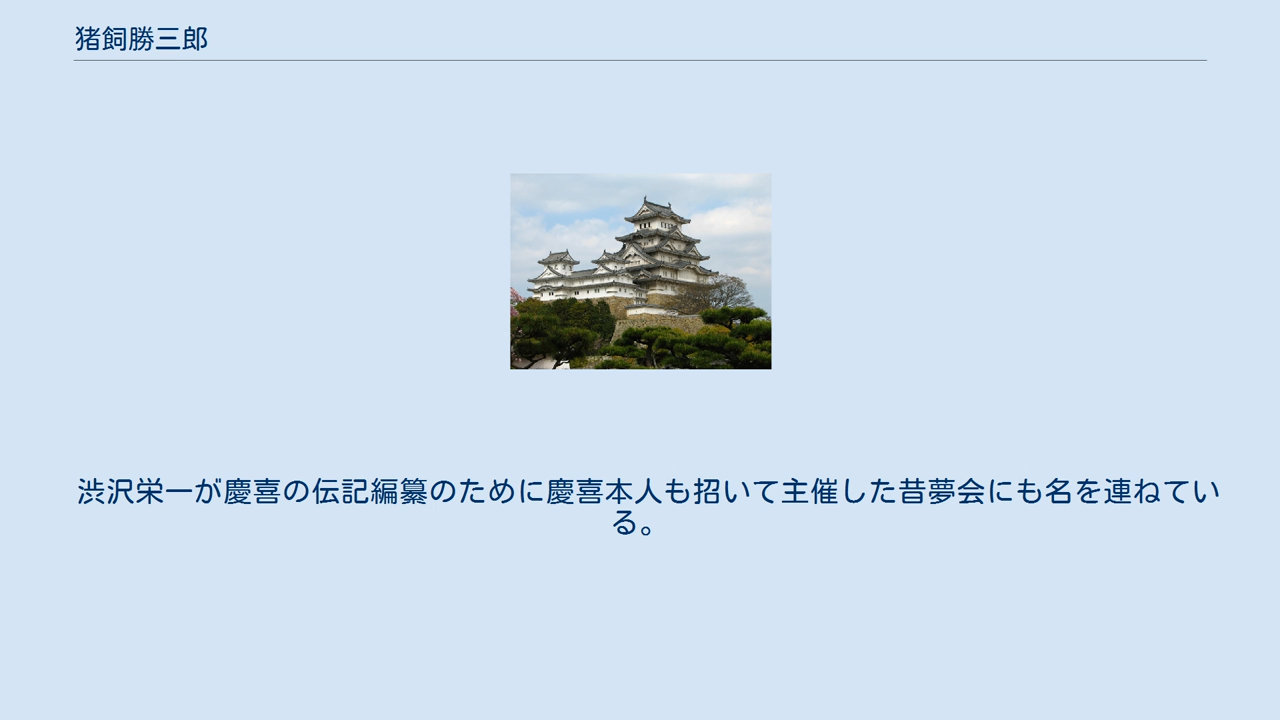 猪飼勝三郎
渋沢栄一が慶喜の伝記編纂のために慶喜本人も招いて主催した昔夢会にも名を連ねてい
る。